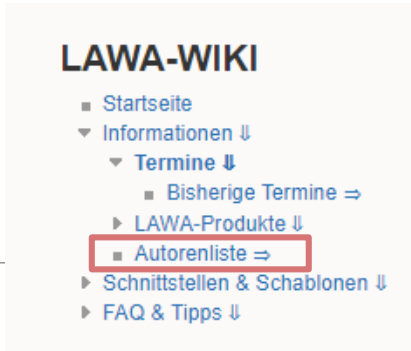 LAWA-WIKI
Startseite
Informationen ⇓
Termine ⇓
Bisherige Termine ⇒
LAWA-Produkte ⇓
Autorenliste ⇒
Schnittstellen & Schablonen ⇓
FAQ & Tipps ⇓